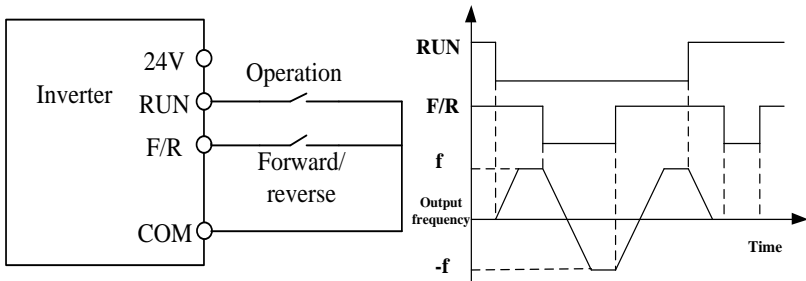 24V
Operation
Inverter
RUN
F/R
Forward/
reverse
COM
RUN
F/R
f
Output
frequency
Time
-f